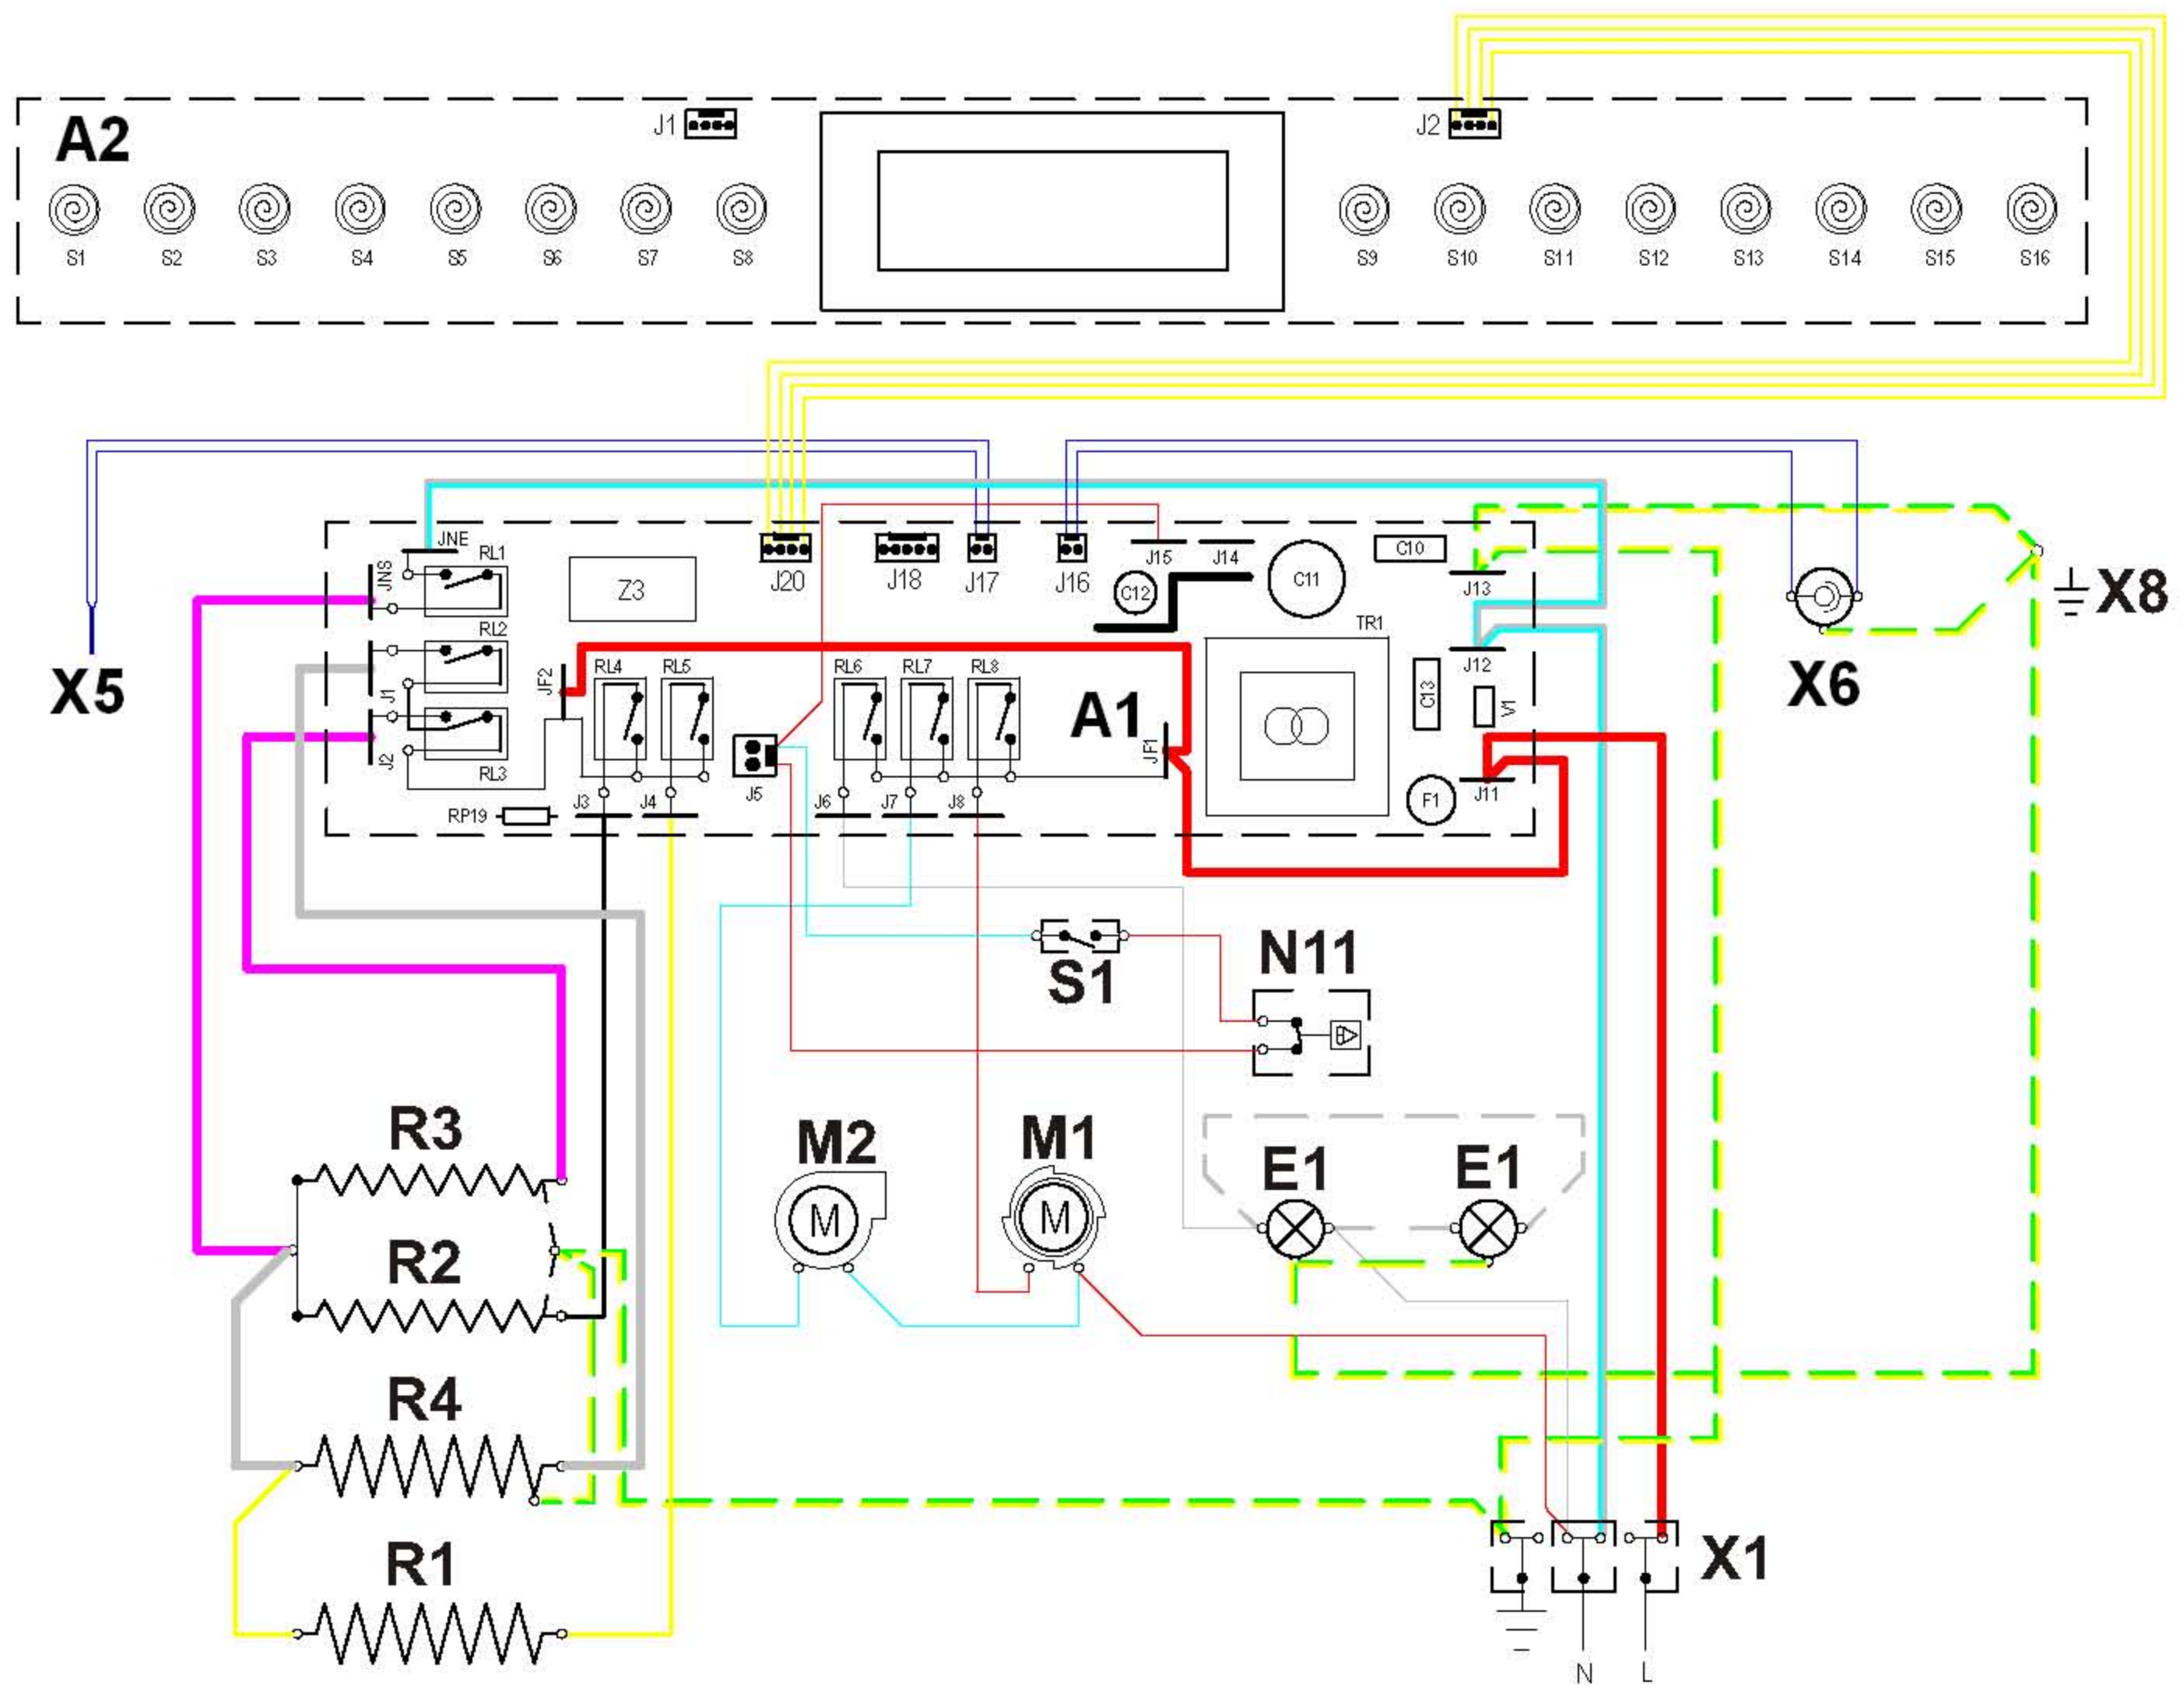 J1
J2
A2
S1 S2 S3 S4 S5 S6 S7 S8 S9 S10 S11 S12 S13 S14 S15 S16
JNE
RL1
J15 J14
C10
JNS
Z3
J20 J18 J17 J16
C12
C11
J13
X8
RL2
TR1
X5
J1
JF2
RL4 RL5
RL6 RL7 RL8
A1
J12
X6
C13
V1
J2
RL3
JF1
J5
J11
RP19
J3 J4
J6 J7 J8
F1
S1
N11
R3
M2
M1
E1 E1
M
M
R2
R4
R1
X1
N L